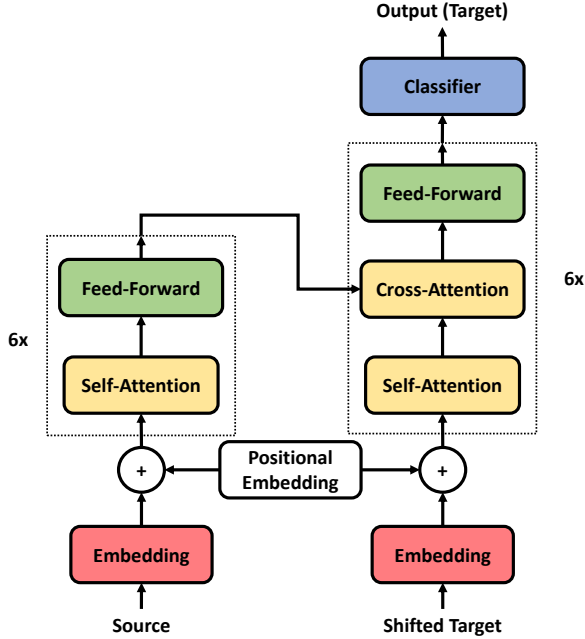 Output (Target)
Classifier
Feed-Forward
Feed-Forward
Cross-Attention
6x
6x
Self-Attention
Self-Attention
Positional
Embedding
+
+
Embedding
Embedding
Source
Shifted Target